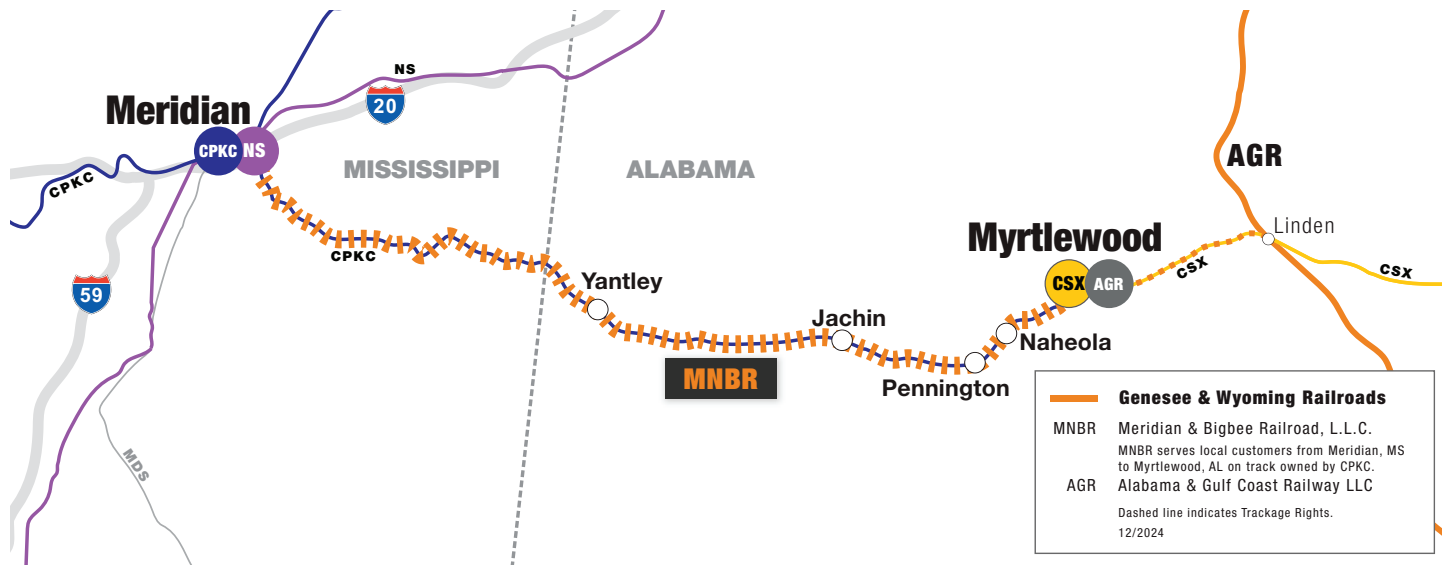 NS
20
Meridian
CPKC NS
CPKC
MISSISSIPPI
ALABAMA
AGR
Linden
Myrtlewood
CPKC
CSX AGR
CSX
CSX
59
Yantley
Jachin
Naheola
MNBR
Pennington
MDS
Genesee & Wyoming Railroads
MNBR Meridian & Bigbee Railroad, L.L.C.
MNBR serves local customers from Meridian, MS
to Myrtlewood, AL on track owned by CPKC.
AGR Alabama & Gulf Coast Railway LLC
Dashed line indicates Trackage Rights.
12/2024